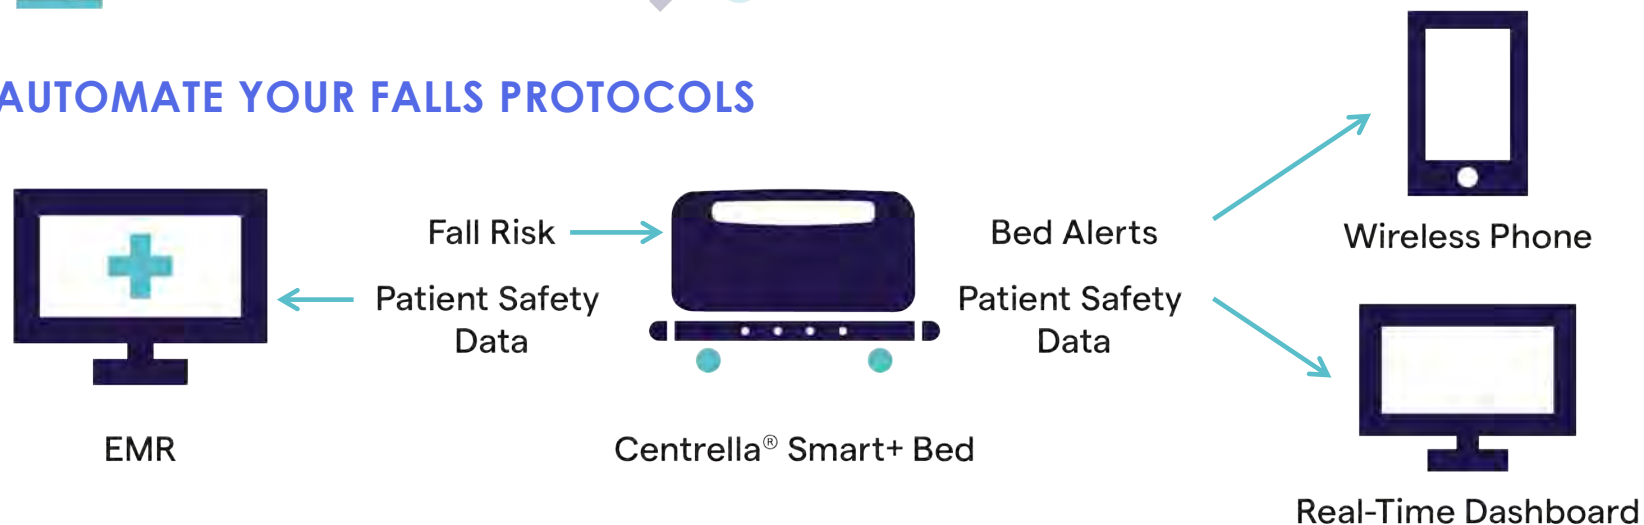 AUTOMATE YOUR FALLS PROTOCOLS
Fall Risk
Patient Safety
Data
Bed Alerts
Patient Safety
Data
Wireless Phone
EMR
Centrella® Smart+ Bed
Real-Time Dashboard